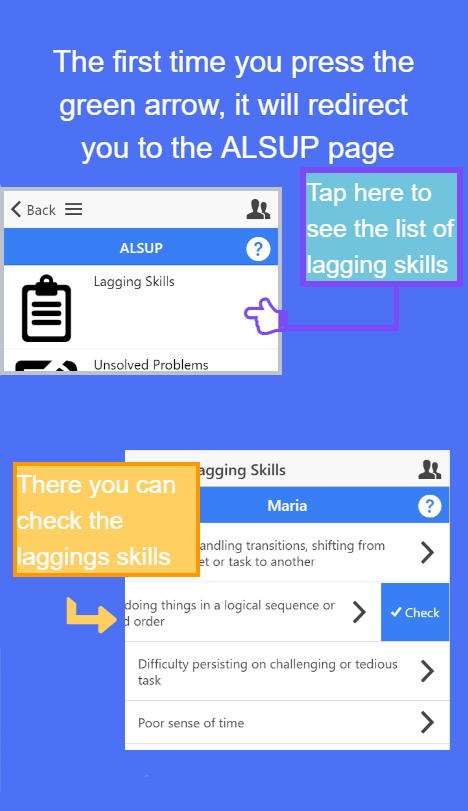 The first time you press the
green arrow, it will redirect
you to the ALSUP page
Back
Tap here to
see the list of
lagging skills
ALSUP
?
Lagging Skills
Unsolved Problems
There you can
check the
laggings skills
agging Skills
Maria
?
andling transitions, shifting from
et or task to another
doing things in a logical sequence or
d order
Check
Difficulty persisting on challenging or tedious
task
Poor sense of time